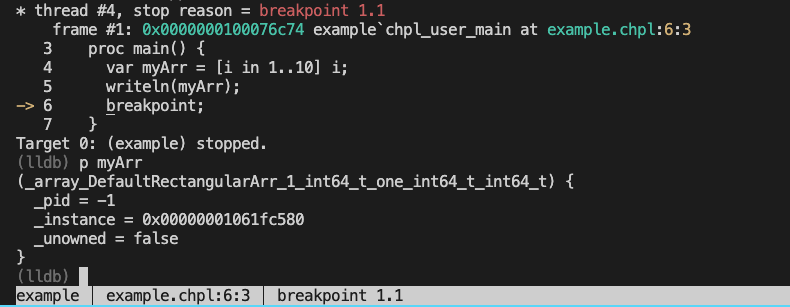 * thread #4, stop reason = breakpoint 1.1
    frame #1: 0x0000000100076c74 example`chpl_user_main at example.chpl:6:3
   3    proc main() {
   4      var myArr = [i in 1..10] i;
   5      writeln(myArr);
-> 6      breakpoint;
   7    }
Target 0: (example) stopped.
(lldb) p myArr
(_array_DefaultRectangularArr_1_int64_t_one_int64_t_int64_t) {
  _pid = -1
  _instance = 0x00000001061fc580
  _unowned = false
}
(lldb)
example | example.chpl:6:3 | breakpoint 1.1